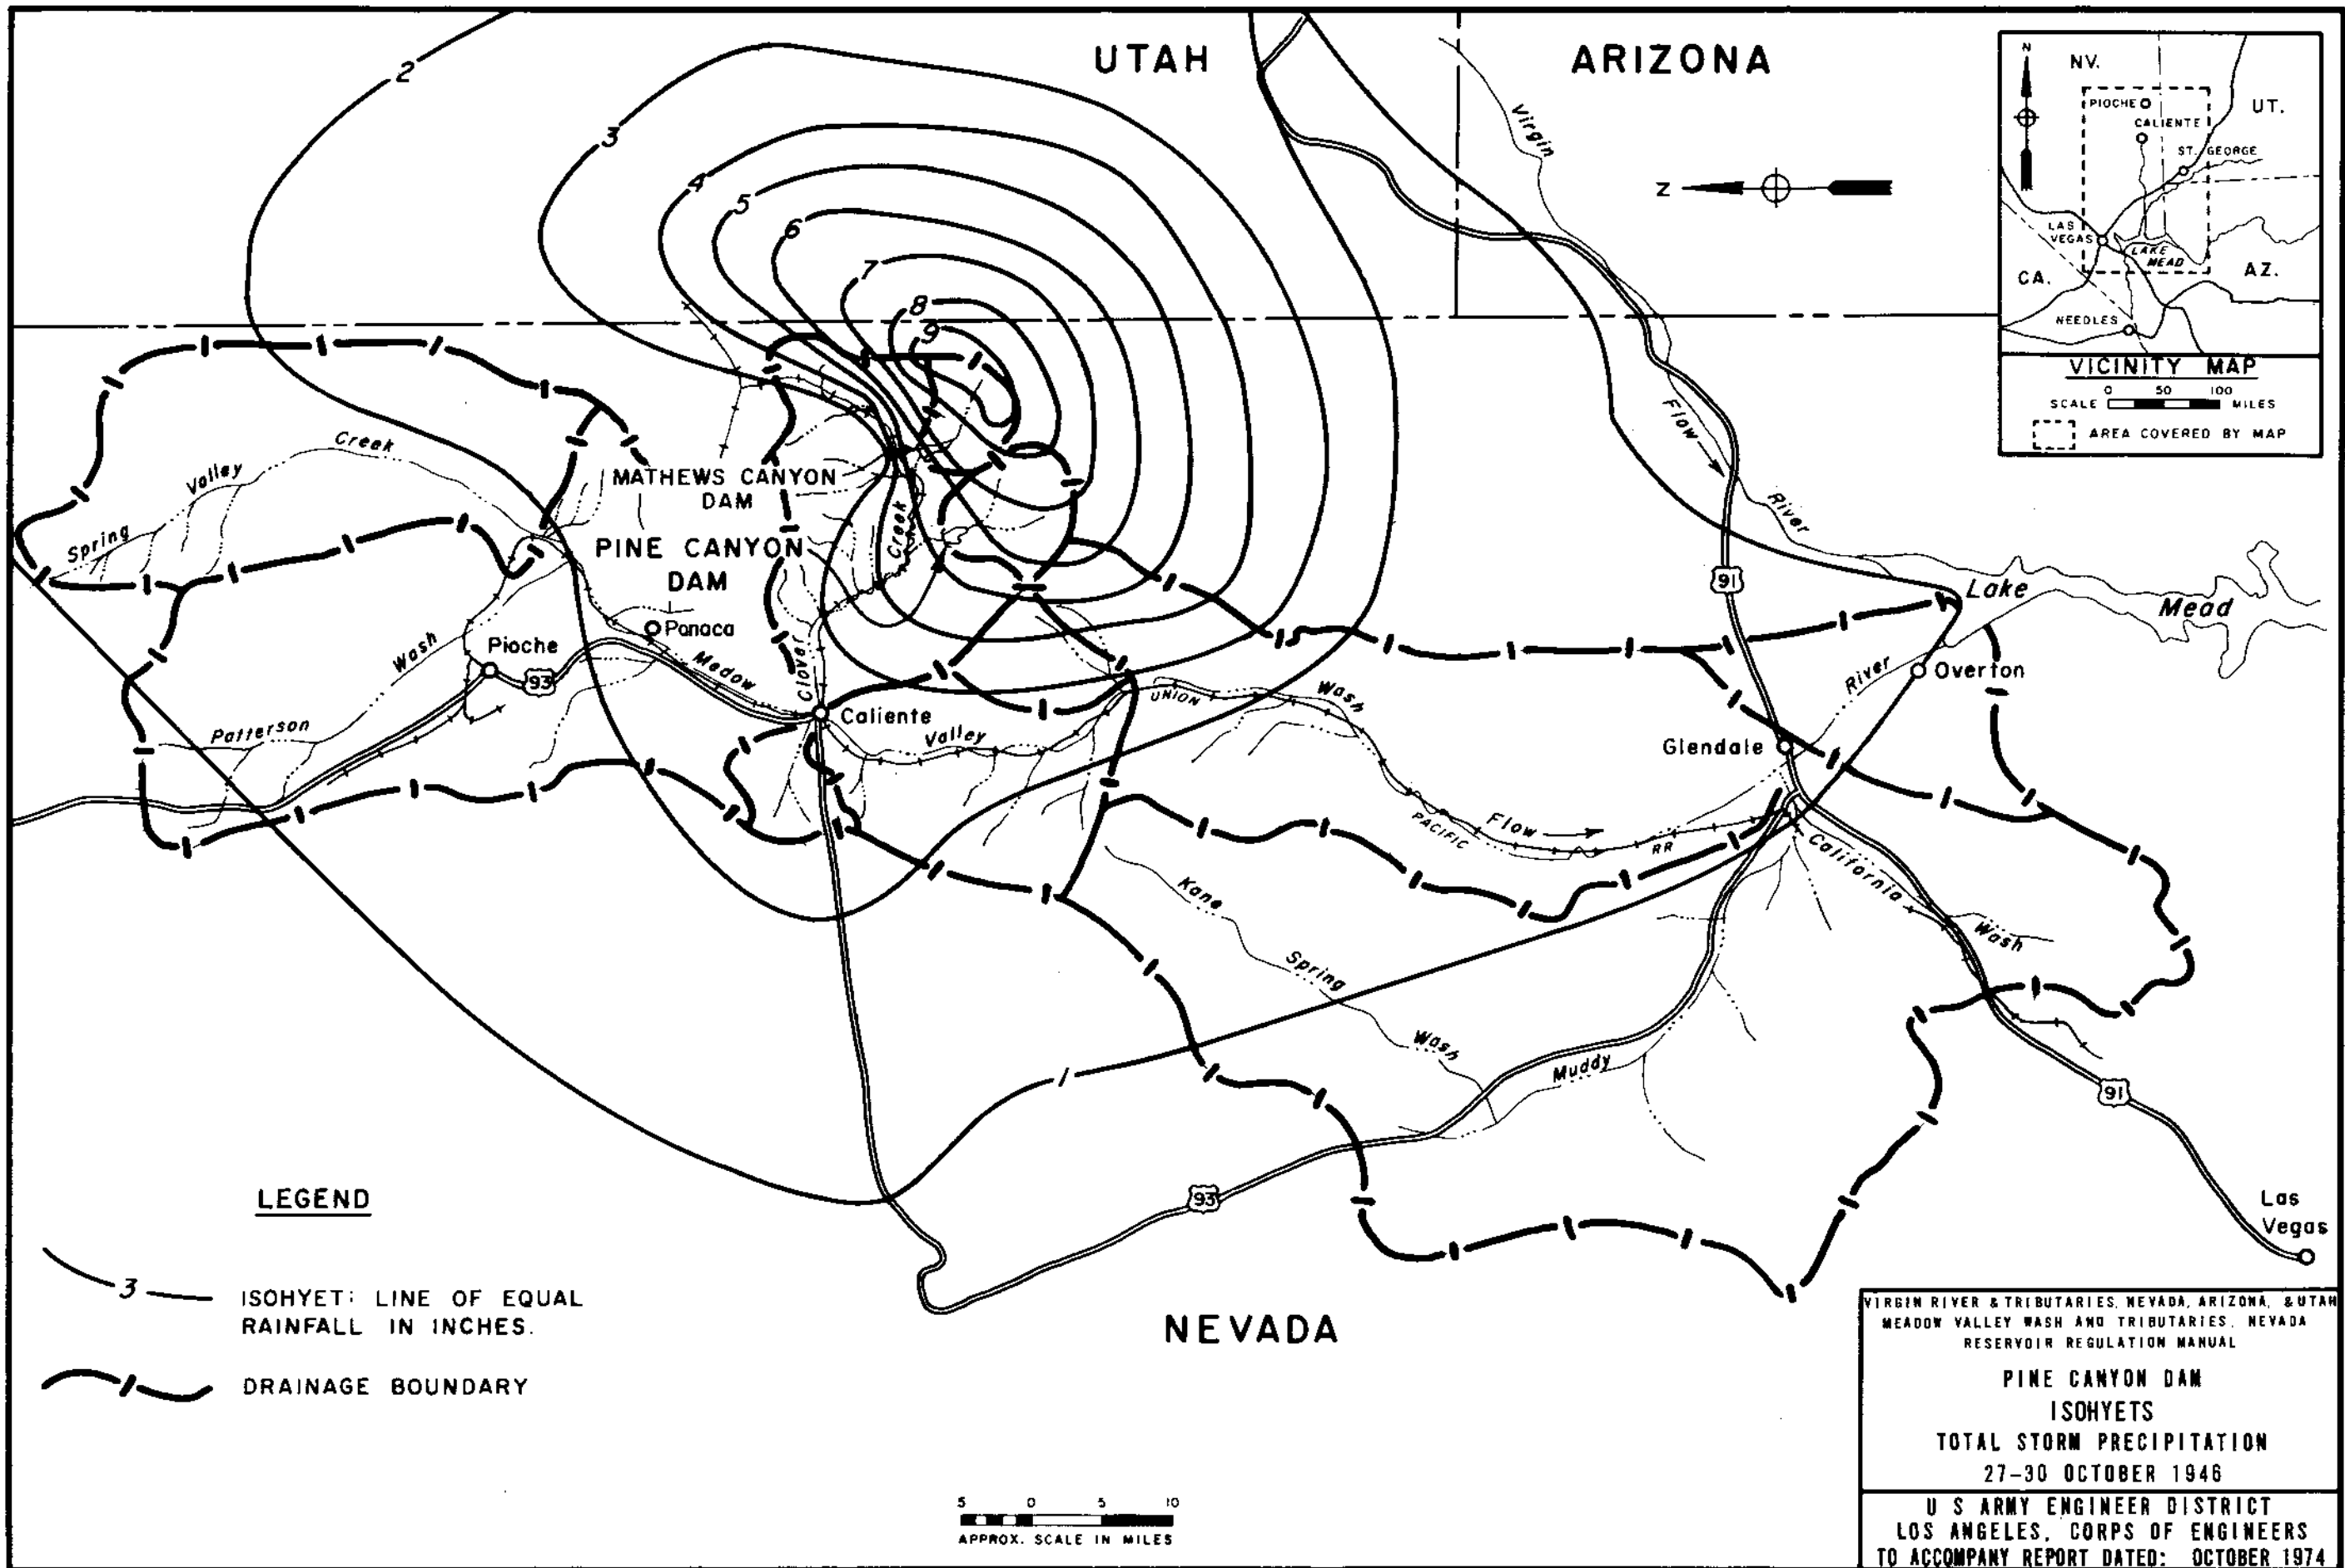 UTAH
ARIZONA
NEVADA
2
3
4
5
6
7
8
9
1
Z
Virgin
Flow
River
Lake
Mead
Spring
Valley
Creek
MATHEWS CANYON
DAM
PINE CANYON
DAM
Creek
Clover
Panaca
Pioche
93
Wash
Patterson
Medow
Caliente
Valley
UNION
Wash
91
River
Overton
Glendale
PACIFIC
Flow
RR
California
Wash
Kane
Spring
Wash
Muddy
93
91
Las
Vegas
N
NV.
PIOCHE
UT.
CALIENTE
ST. GEORGE
LAS
VEGAS
LAKE
MEAD
CA.
AZ.
NEEDLES
VICINITY MAP
0 50 100
SCALE MILES
AREA COVERED BY MAP
LEGEND
3
ISOHYET: LINE OF EQUAL
RAINFALL IN INCHES.
DRAINAGE BOUNDARY
5 0 5 10
APPROX. SCALE IN MILES
VIRGIN RIVER & TRIBUTARIES, NEVADA, ARIZONA, & UTAH
MEADOW VALLEY WASH AND TRIBUTARIES, NEVADA
RESERVOIR REGULATION MANUAL
PINE CANYON DAM
ISOHYETS
TOTAL STORM PRECIPITATION
27-30 OCTOBER 1946
U S ARMY ENGINEER DISTRICT
LOS ANGELES, CORPS OF ENGINEERS
TO ACCOMPANY REPORT DATED: OCTOBER 1974